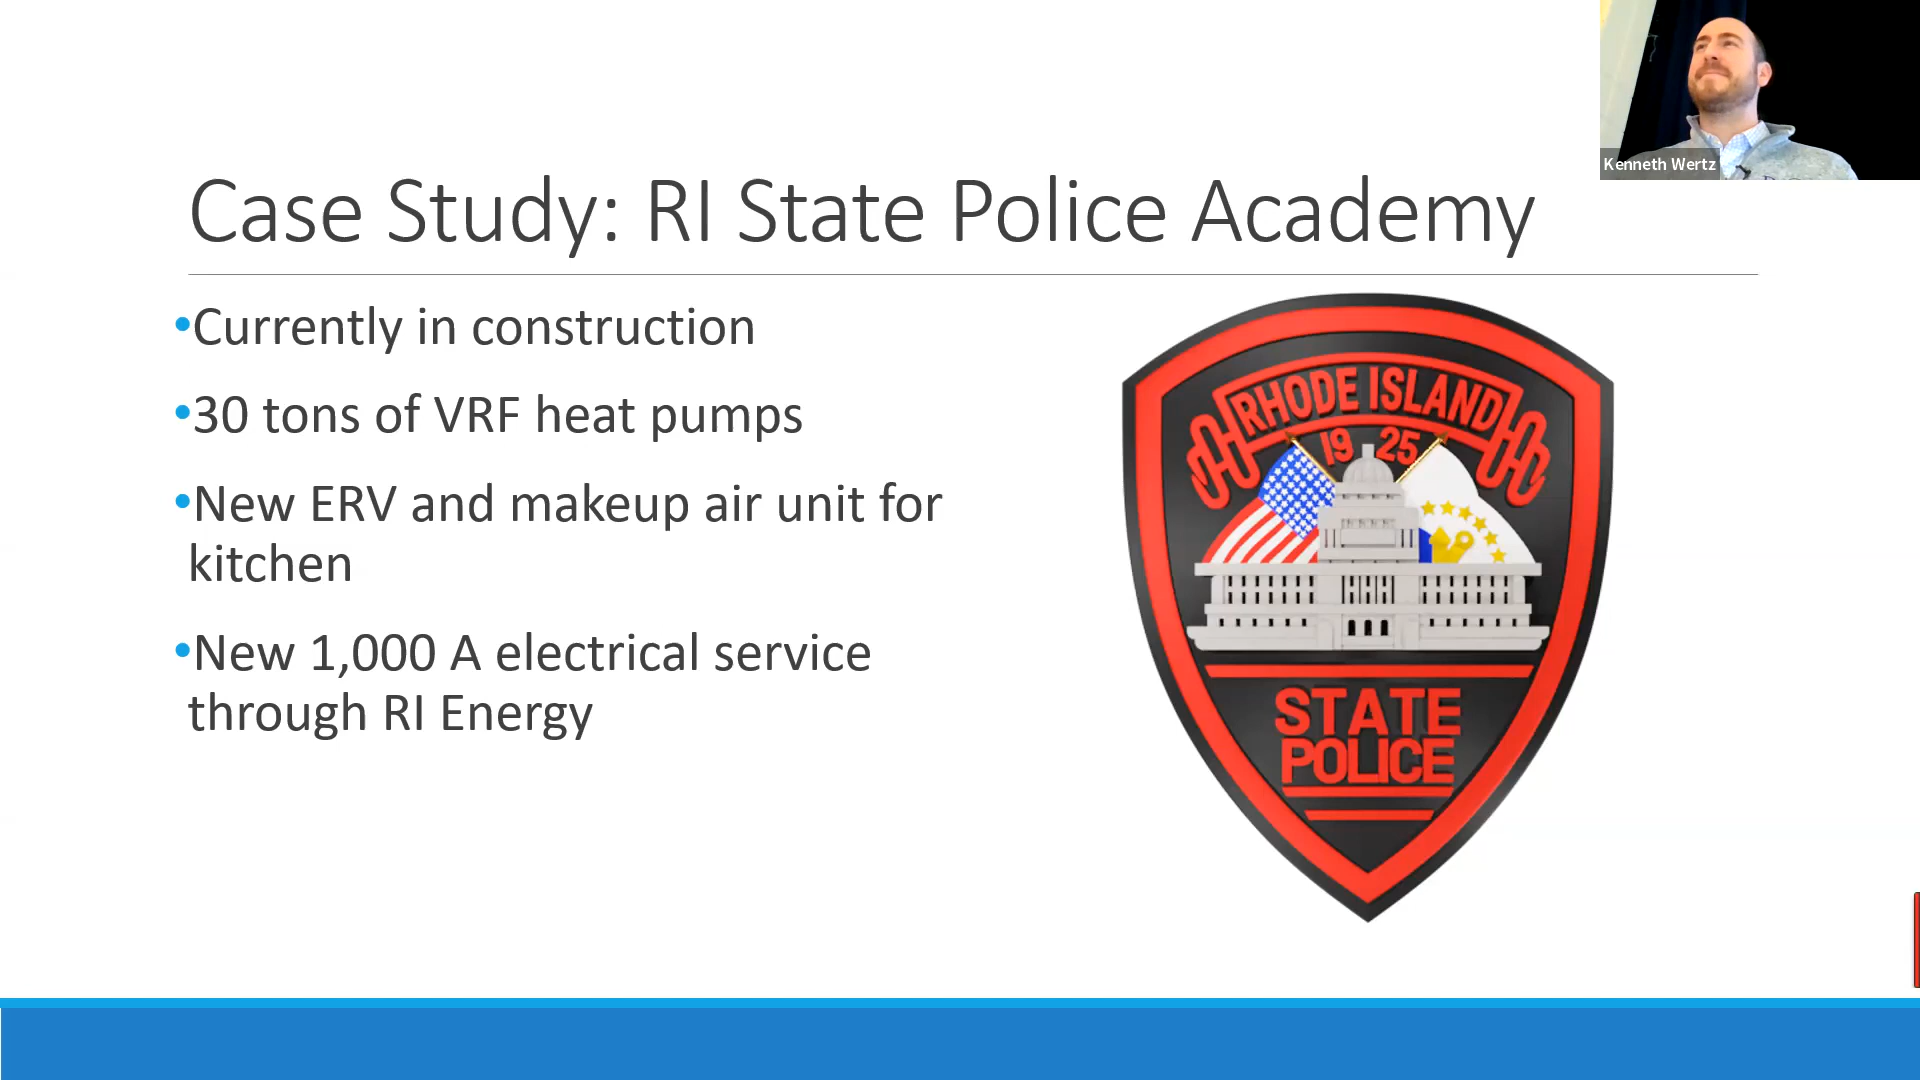 Kenneth Wertz
Case Study: RI State Police Academy
•Currently in construction
•30 tons of VRF heat pumps
•New ERV and makeup air unit for
kitchen
•New 1,000 A electrical service
through RI Energy
RHODE ISLAND
19 25
STATE
POLICE